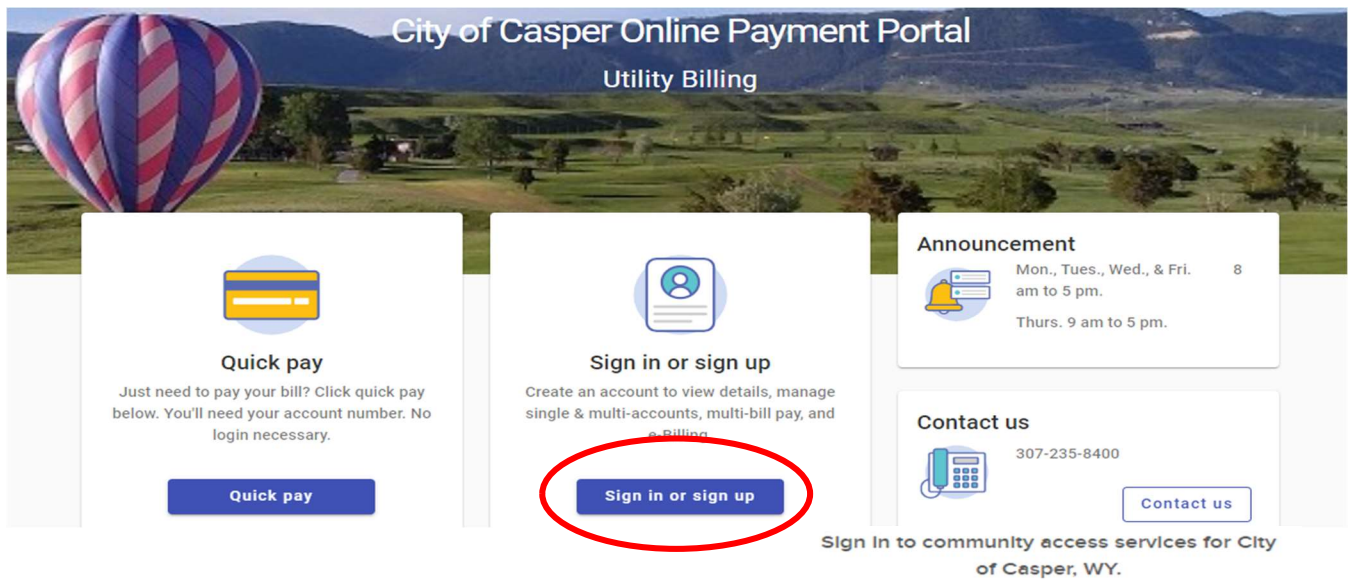 City of Casper Online Payment Portal
Utility Billing
Quick pay
Just need to pay your bill? Click quick pay
below. You'll need your account number. No
login necessary.
Quick pay
Sign in or sign up
Create an account to view details, manage
single & multi-accounts, multi-bill pay, and
e-Billing
Sign in or sign up
Announcement
Mon., Tues., Wed., & Fri. 8
am to 5 pm.
Thurs. 9 am to 5 pm.
Contact us
307-235-8400
Contact us
Sign in to community access services for City
of Casper, WY.